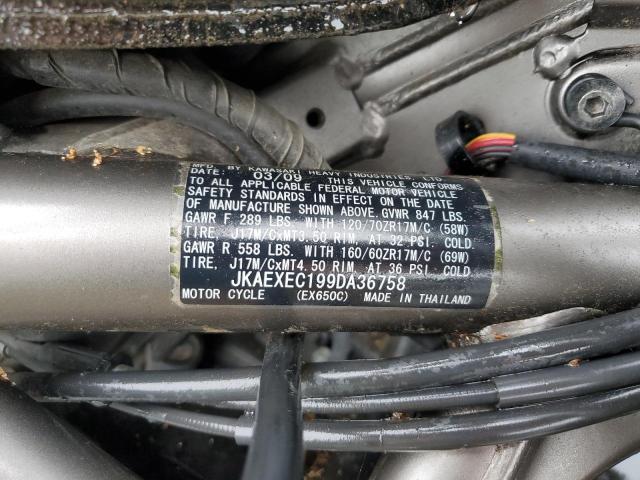 MFD. BY KAWASAKI HEAVY INDUSTRIES, LTD.
DATE: 03/09 THIS VEHICLE CONFORMS
TO ALL APPLICABLE FEDERAL MOTOR VEHICLE
SAFETY STANDARDS IN EFFECT ON THE DATE
OF MANUFACTURE SHOWN ABOVE. GVWR 847 LBS.
GAWR F 289 LBS. WITH 120/70ZR17M/C (58W)
TIRE, J17M/CxMT3.50 RIM, AT 32 PSI. COLD.
GAWR R 558 LBS. WITH 160/60ZR17M/C (69W)
TIRE, J17M/CxMT4.50 RIM, AT 36 PSI. COLD
JKAEXEC199DA36758
MOTOR CYCLE (EX650C) MADE IN THAILAND